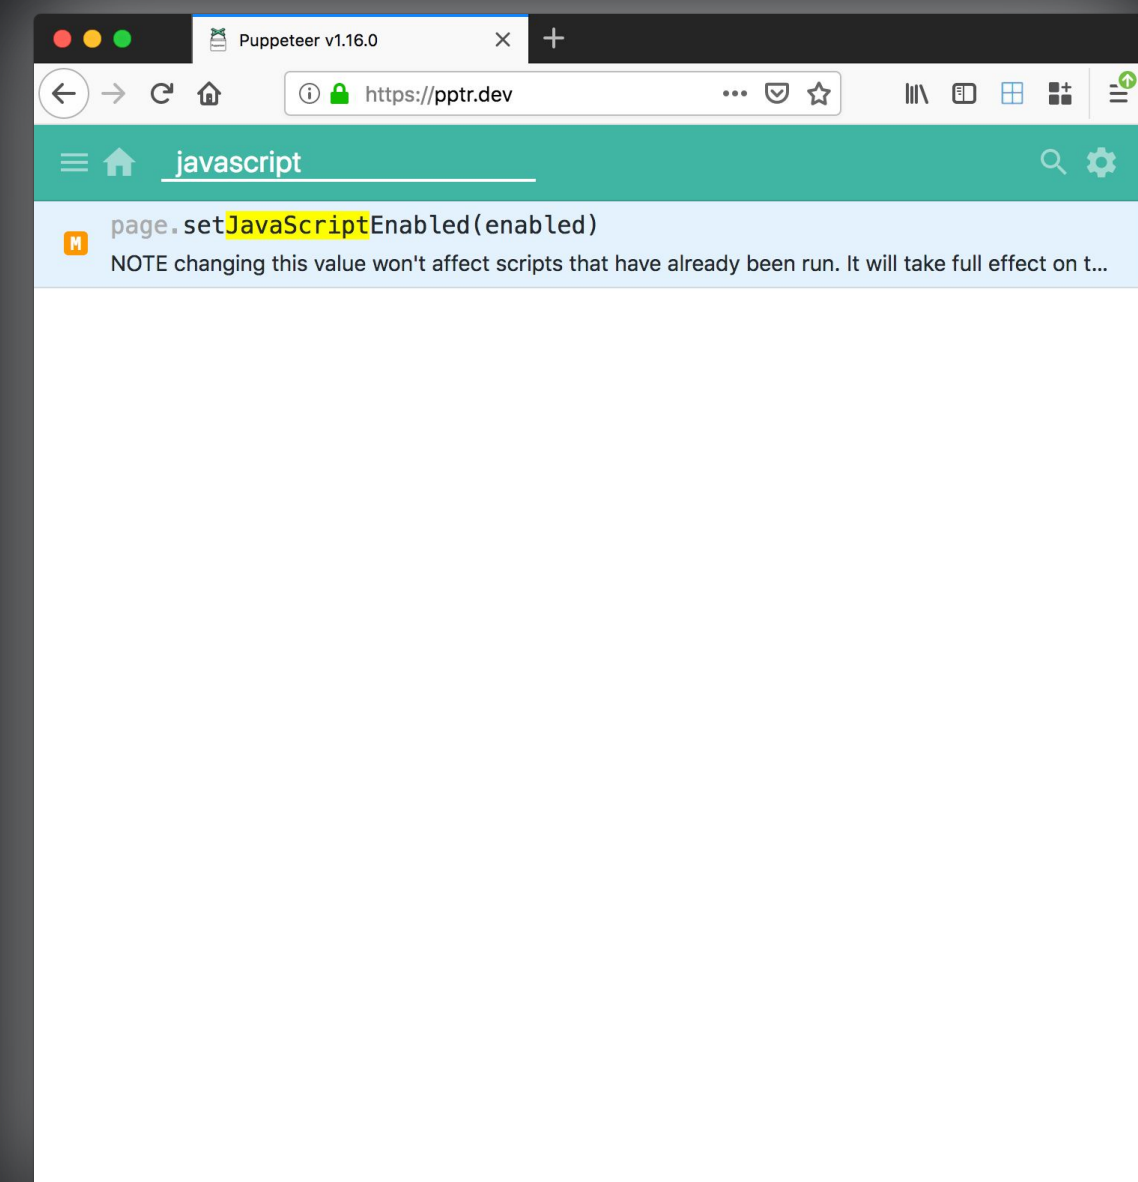 Puppeteer v1.16.0
https://pptr.dev
javascript
page.setJavaScriptEnabled(enabled)
M
NOTE changing this value won't affect scripts that have already been run. It will take full effect on t...